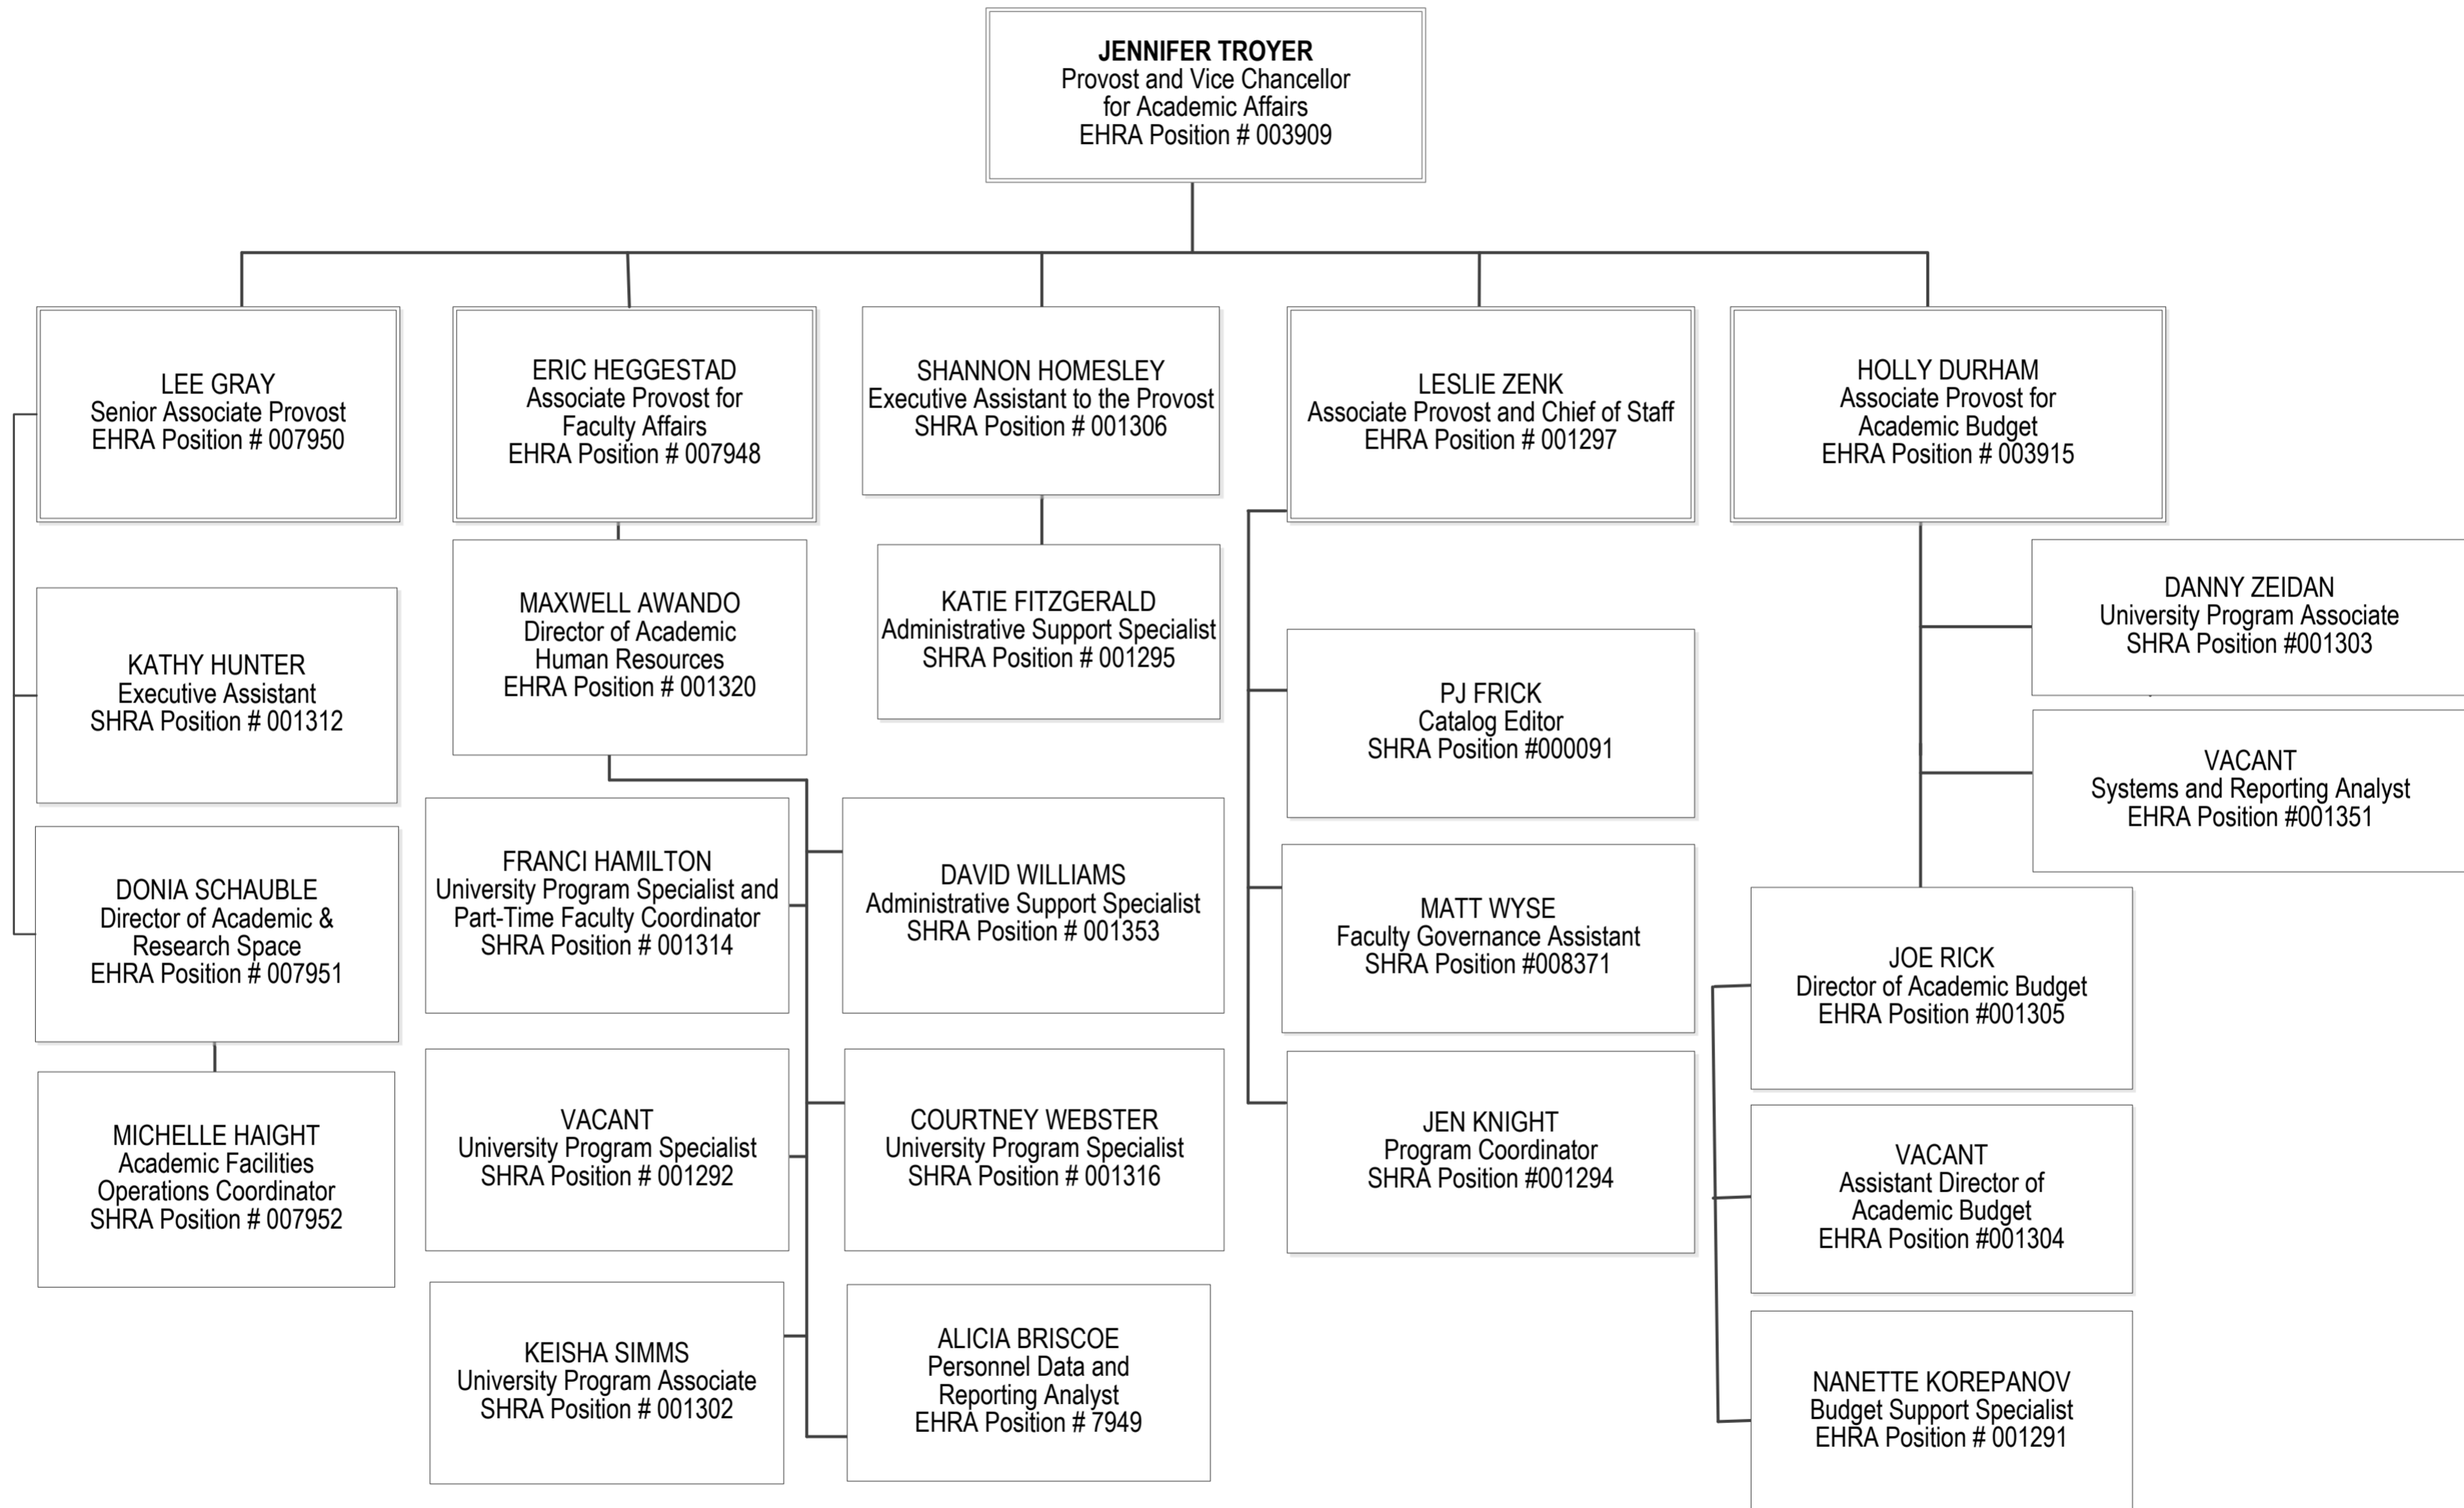 JENNIFER TROYER
Provost and Vice Chancellor
for Academic Affairs
EHRA Position # 003909
LEE GRAY
Senior Associate Provost
EHRA Position # 007950
ERIC HEGGESTAD
Associate Provost for
Faculty Affairs
EHRA Position # 007948
SHANNON HOMESLEY
Executive Assistant to the Provost
SHRA Position # 001306
LESLIE ZENK
Associate Provost and Chief of Staff
EHRA Position # 001297
HOLLY DURHAM
Associate Provost for
Academic Budget
EHRA Position # 003915
KATHY HUNTER
Executive Assistant
SHRA Position # 001312
MAXWELL AWANDO
Director of Academic
Human Resources
EHRA Position # 001320
KATIE FITZGERALD
Administrative Support Specialist
SHRA Position # 001295
PJ FRICK
Catalog Editor
SHRA Position #000091
DANNY ZEIDAN
University Program Associate
SHRA Position #001303
VACANT
Systems and Reporting Analyst
EHRA Position #001351
DONIA SCHAUBLE
Director of Academic &
Research Space
EHRA Position # 007951
FRANCI HAMILTON
University Program Specialist and
Part-Time Faculty Coordinator
SHRA Position # 001314
DAVID WILLIAMS
Administrative Support Specialist
SHRA Position # 001353
MATT WYSE
Faculty Governance Assistant
SHRA Position #008371
JOE RICK
Director of Academic Budget
EHRA Position #001305
MICHELLE HAIGHT
Academic Facilities
Operations Coordinator
SHRA Position # 007952
VACANT
University Program Specialist
SHRA Position # 001292
COURTNEY WEBSTER
University Program Specialist
SHRA Position # 001316
JEN KNIGHT
Program Coordinator
SHRA Position #001294
VACANT
Assistant Director of
Academic Budget
EHRA Position #001304
KEISHA SIMMS
University Program Associate
SHRA Position # 001302
ALICIA BRISCOE
Personnel Data and
Reporting Analyst
EHRA Position # 7949
NANETTE KOREPANOV
Budget Support Specialist
EHRA Position # 001291